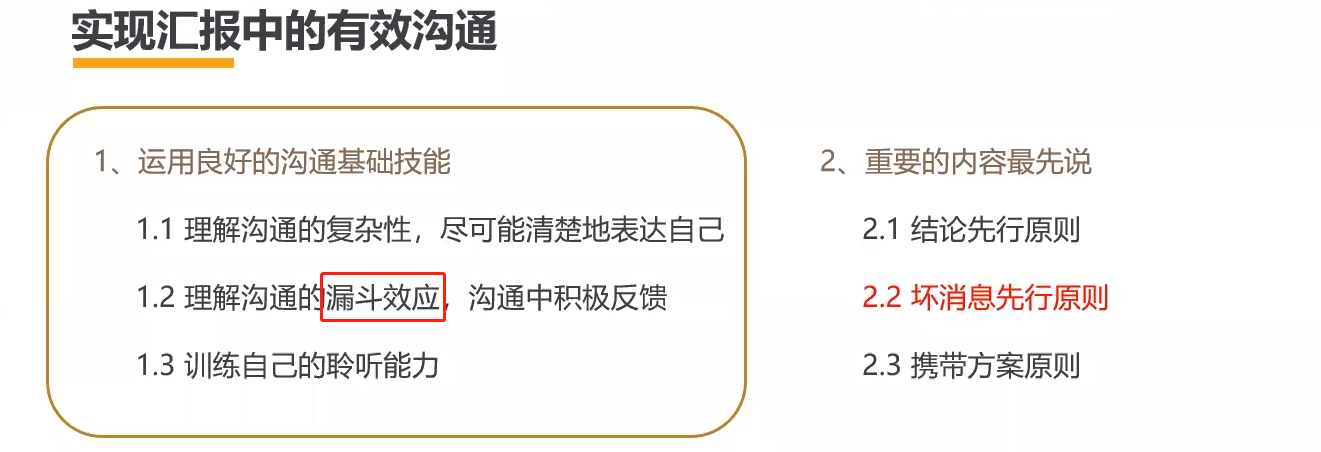 实现汇报中的有效沟通
1、运用良好的沟通基础技能
1.1 理解沟通的复杂性，尽可能清楚地表达自己
1.2 理解沟通的漏斗效应，沟通中积极反馈
1.3 训练自己的聆听能力
2、重要的内容最先说
2.1 结论先行原则
2.2 坏消息先行原则
2.3 携带方案原则